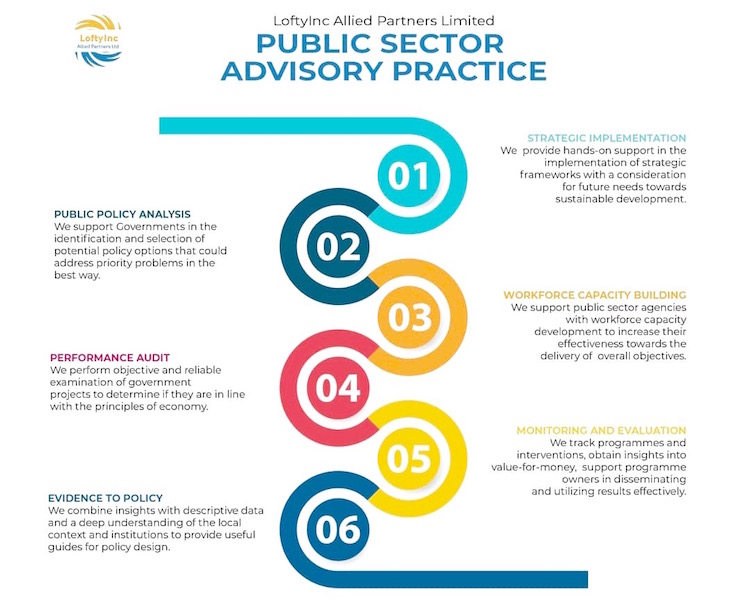 LoftyInc
Allied Partners Ltd
LoftyInc Allied Partners Limited
PUBLIC SECTOR
ADVISORY PRACTICE
01
STRATEGIC IMPLEMENTATION
We provide hands-on support in the
implementation of strategic
frameworks with a consideration
for future needs towards
sustainable development.
02
PUBLIC POLICY ANALYSIS
We support Governments in the
identification and selection of
potential policy options that could
address priority problems in the
best way.
03
WORKFORCE CAPACITY BUILDING
We support public sector agencies
with workforce capacity
development to increase their
effectiveness towards the
delivery of overall objectives.
04
PERFORMANCE AUDIT
We perform objective and reliable
examination of government
projects to determine if they are in line
with the principles of economy.
05
MONITORING AND EVALUATION
We track programmes and
interventions, obtain insights into
value-for-money, support programme
owners in disseminating
and utilizing results effectively.
06
EVIDENCE TO POLICY
We combine insights with descriptive data
and a deep understanding of the local
context and institutions to provide useful
guides for policy design.